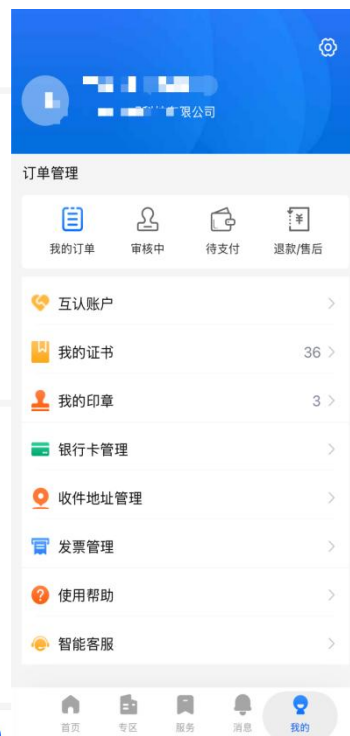 限公司
订单管理
我的订单
审核中
待支付
¥
退款/售后
互认账户
我的证书 36
我的印章 3
银行卡管理
收件地址管理
发票管理
使用帮助
智能客服
首页
专区
服务
消息
我的